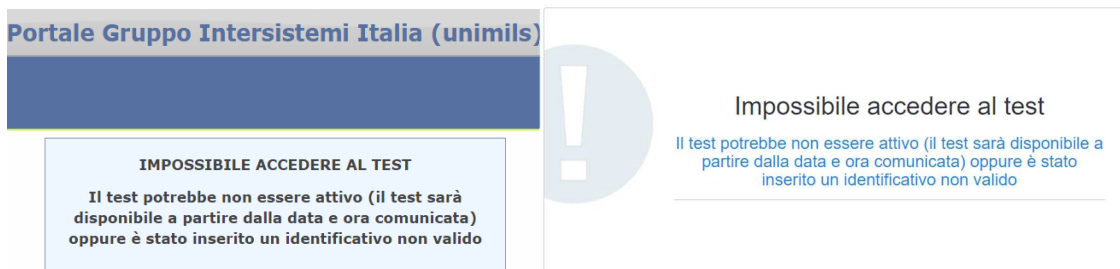 Portale Gruppo Intersistemi Italia (unimils)
IMPOSSIBILE ACCEDERE AL TEST
Il test potrebbe non essere attivo (il test sarà
disponibile a partire dalla data e ora comunicata)
oppure è stato inserito un identificativo non valido
Impossibile accedere al test
Il test potrebbe non essere attivo (il test sarà disponibile a
partire dalla data e ora comunicata) oppure è stato
inserito un identificativo non valido